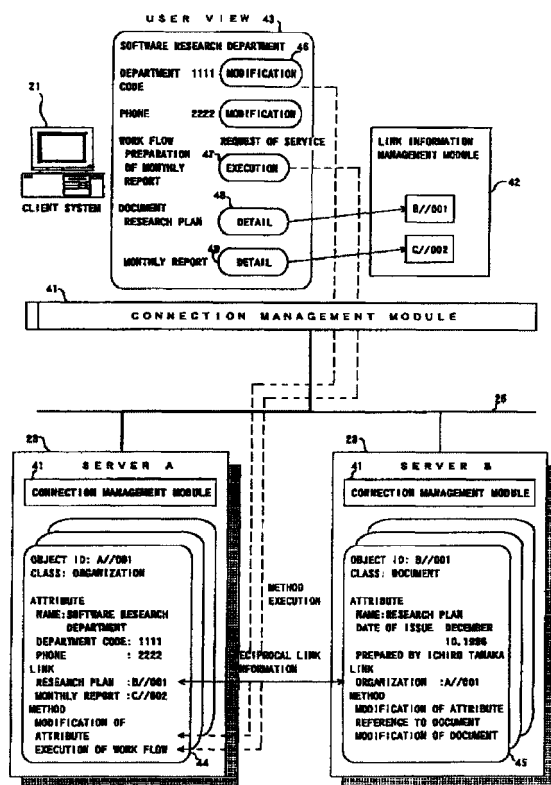 USER VIEW 43
SOFTWARE RESEARCH DEPARTMENT 46
DEPARTMENT CODE 1111 MODIFICATION
PHONE 2222 MODIFICATION
WORK FLOW REQUEST OF SERVICE
PREPARATION OF MONTHLY REPORT 47 EXECUTION
DOCUMENT 48
RESEARCH PLAN DETAIL
MONTHLY REPORT 49 DETAIL
21
CLIENT SYSTEM
LINK INFORMATION
MANAGEMENT MODULE
42
B//001
C//002
41
CONNECTION MANAGEMENT MODULE
25
23
SERVER A
41
CONNECTION MANAGEMENT MODULE
OBJECT ID: A//001
CLASS: ORGANIZATION
ATTRIBUTE
NAME:SOFTWARE RESEARCH
DEPARTMENT
DEPARTMENT CODE: 1111
PHONE : 2222
LINK
RESEARCH PLAN :B//001
MONTHLY REPORT :C//002
METHOD
MODIFICATION OF
ATTRIBUTE
EXECUTION OF WORK FLOW
44
METHOD
EXECUTION
RECIPROCAL LINK
INFORMATION
23
SERVER B
41
CONNECTION MANAGEMENT MODULE
OBJECT ID: B//001
CLASS: DOCUMENT
ATTRIBUTE
NAME:RESEARCH PLAN
DATE OF ISSUE DECEMBER
10,1996
PREPARED BY ICHIRO TANAKA
LINK
ORGANIZATION :A//001
METHOD
MODIFICATION OF ATTRIBUTE
REFERENCE TO DOCUMENT
MODIFICATION OF DOCUMENT
45